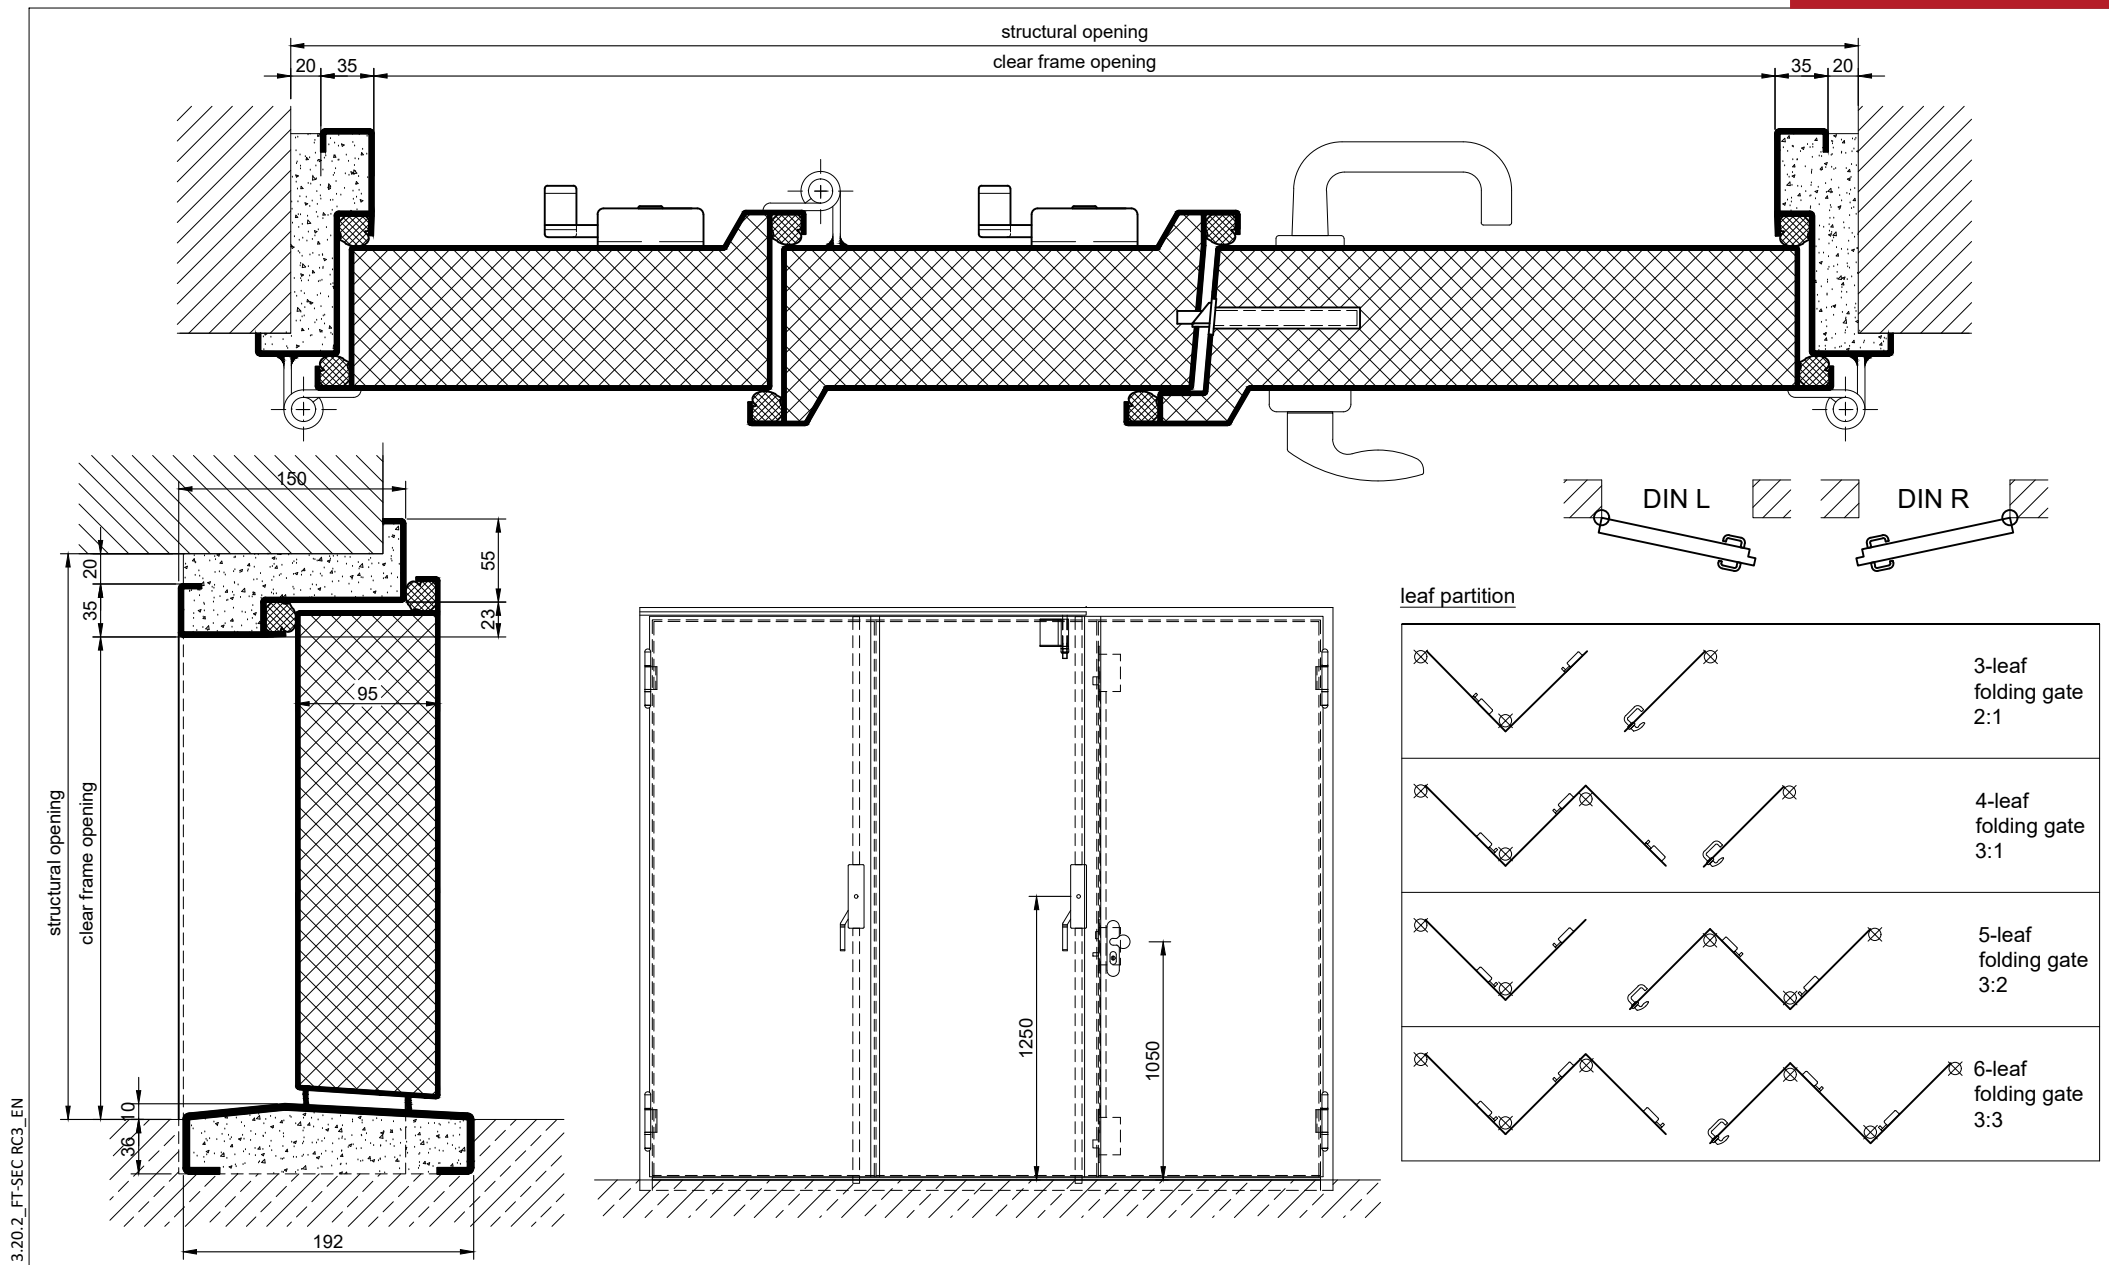 structural opening
clear frame opening
20
35
35
20
150
20
35
55
23
95
structural opening
clear frame opening
10
36
192
1250
1050
DIN L
DIN R
leaf partition
3-leaf
folding gate
2:1
4-leaf
folding gate
3:1
5-leaf
folding gate
3:2
6-leaf
folding gate
3:3
3.20.2_FT-SEC RC3_EN